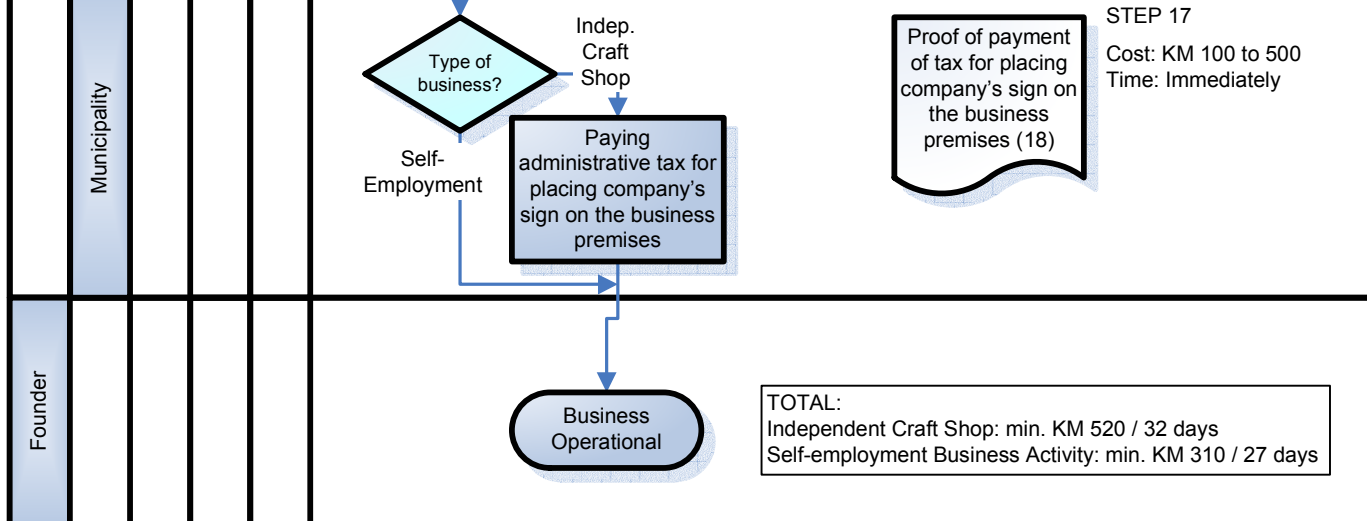 Municipality
Type of
business?
Indep.
Craft
Shop
Self-
Employment
Paying
administrative tax for
placing company's
sign on the business
premises
Proof of payment
of tax for placing
company's sign on
the business
premises (18)
STEP 17
Cost: KM 100 to 500
Time: Immediately
Founder
Business
Operational
TOTAL:
Independent Craft Shop: min. KM 520 / 32 days
Self-employment Business Activity: min. KM 310 / 27 days